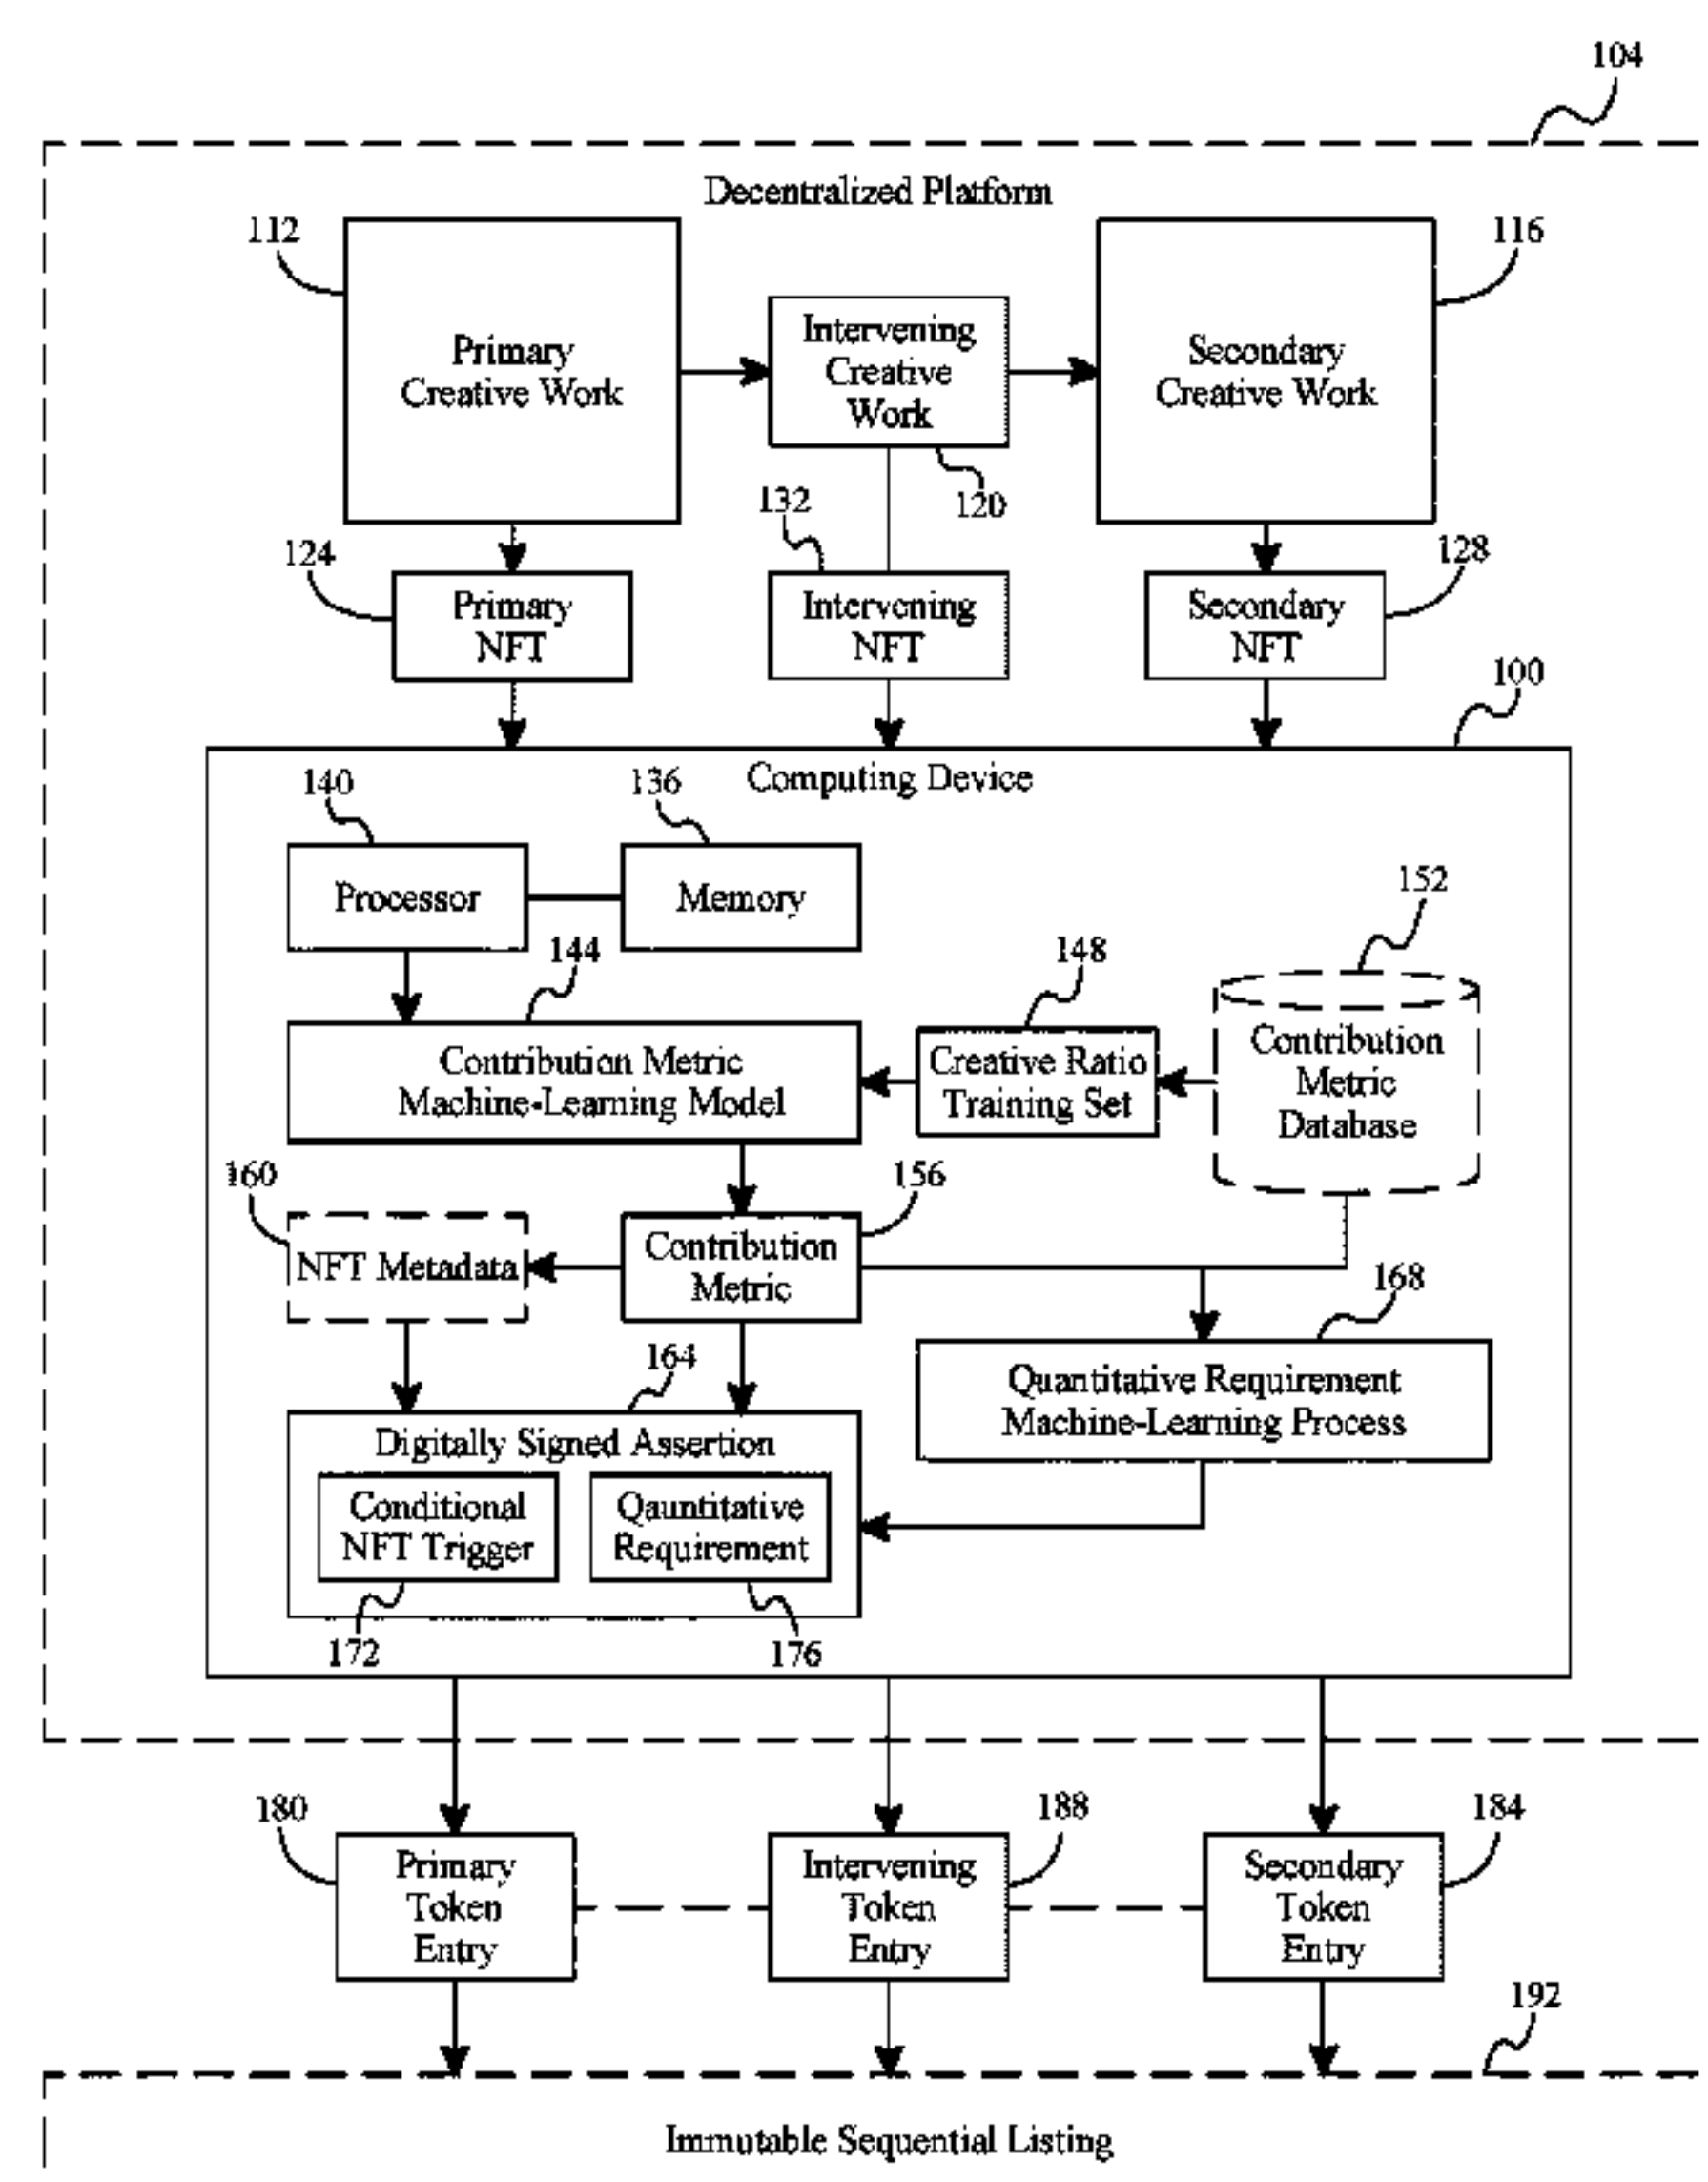 104
Decentralized Platform
112
116
Primary
Creative Work
Intervening
Creative
Work
Secondary
Creative Work
120
132
124
128
Primary
NFT
Intervening
NFT
Secondary
NFT
100
Computing Device
140
136
Processor
Memory
152
144
148
Contribution Metric
Machine-Learning Model
Creative Ratio
Training Set
Contribution
Metric
Database
160
156
NFT Metadata
Contribution
Metric
168
164
Quantitative Requirement
Machine-Learning Process
Digitally Signed Assertion
Conditional
NFT Trigger
Qauntitative
Requirement
172
176
180
188
184
Primary
Token
Entry
Intervening
Token
Entry
Secondary
Token
Entry
192
Immutable Sequential Listing